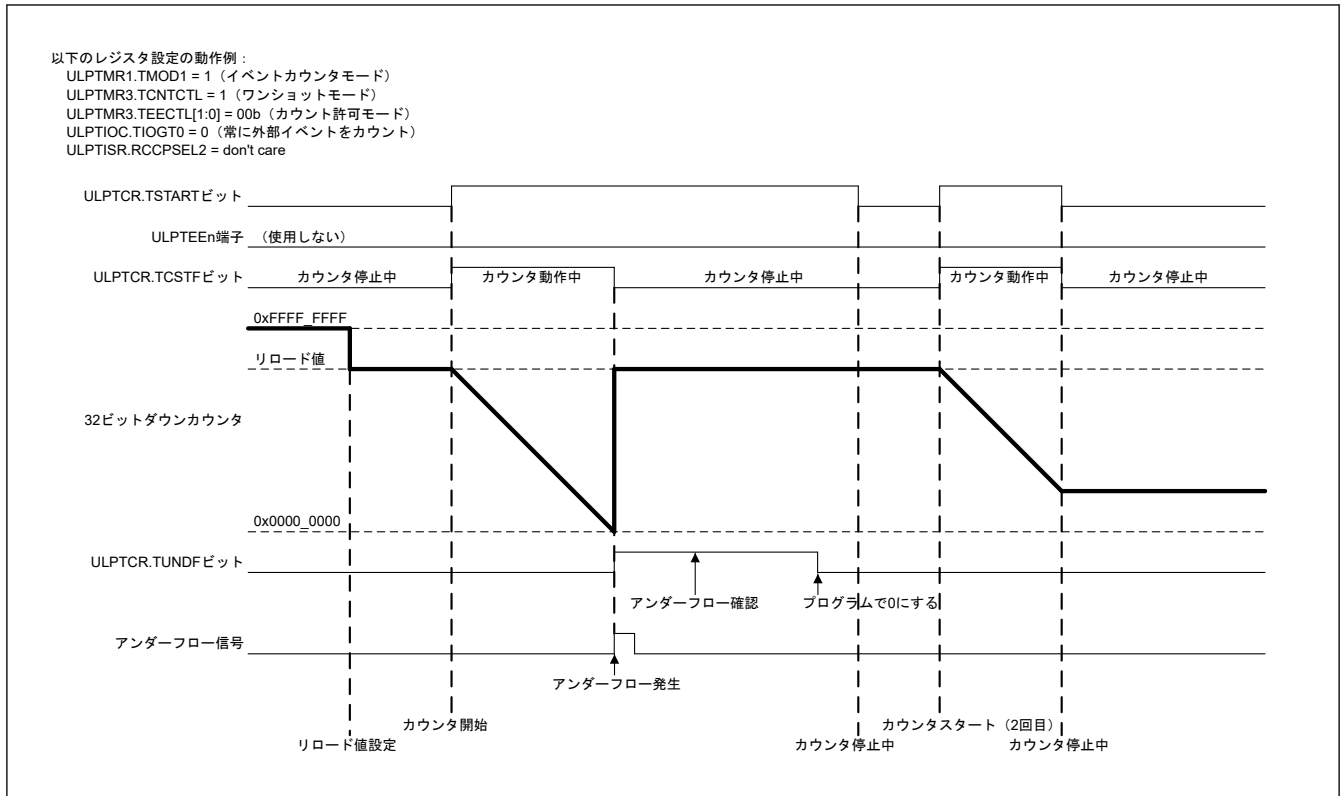 以下のレジスタ設定の動作例：
ULPTMR1.TMOD1 = 1（イベントカウンタモード）
ULPTMR3.TCNTCTL = 1（ワンショットモード）
ULPTMR3.TEECTL[1:0] = 00b（カウント許可モード）
ULPTIOC.TIOGT0 = 0（常に外部イベントをカウント）
ULPTISR.RCCPSEL2 = don't care
ULPTCR.TSTARTビット
ULPTEEn端子 （使用しない）
ULPTCR.TCSTFビット カウンタ停止中 カウンタ動作中 カウンタ停止中 カウンタ動作中 カウンタ停止中
0xFFFF_FFFF
リロード値
32ビットダウンカウンタ
0x0000_0000
ULPTCR.TUNDFビット
アンダーフロー確認 プログラムで0にする
アンダーフロー信号
アンダーフロー発生
カウンタ開始 カウンタスタート（2回目）
リロード値設定 カウンタ停止中 カウンタ停止中